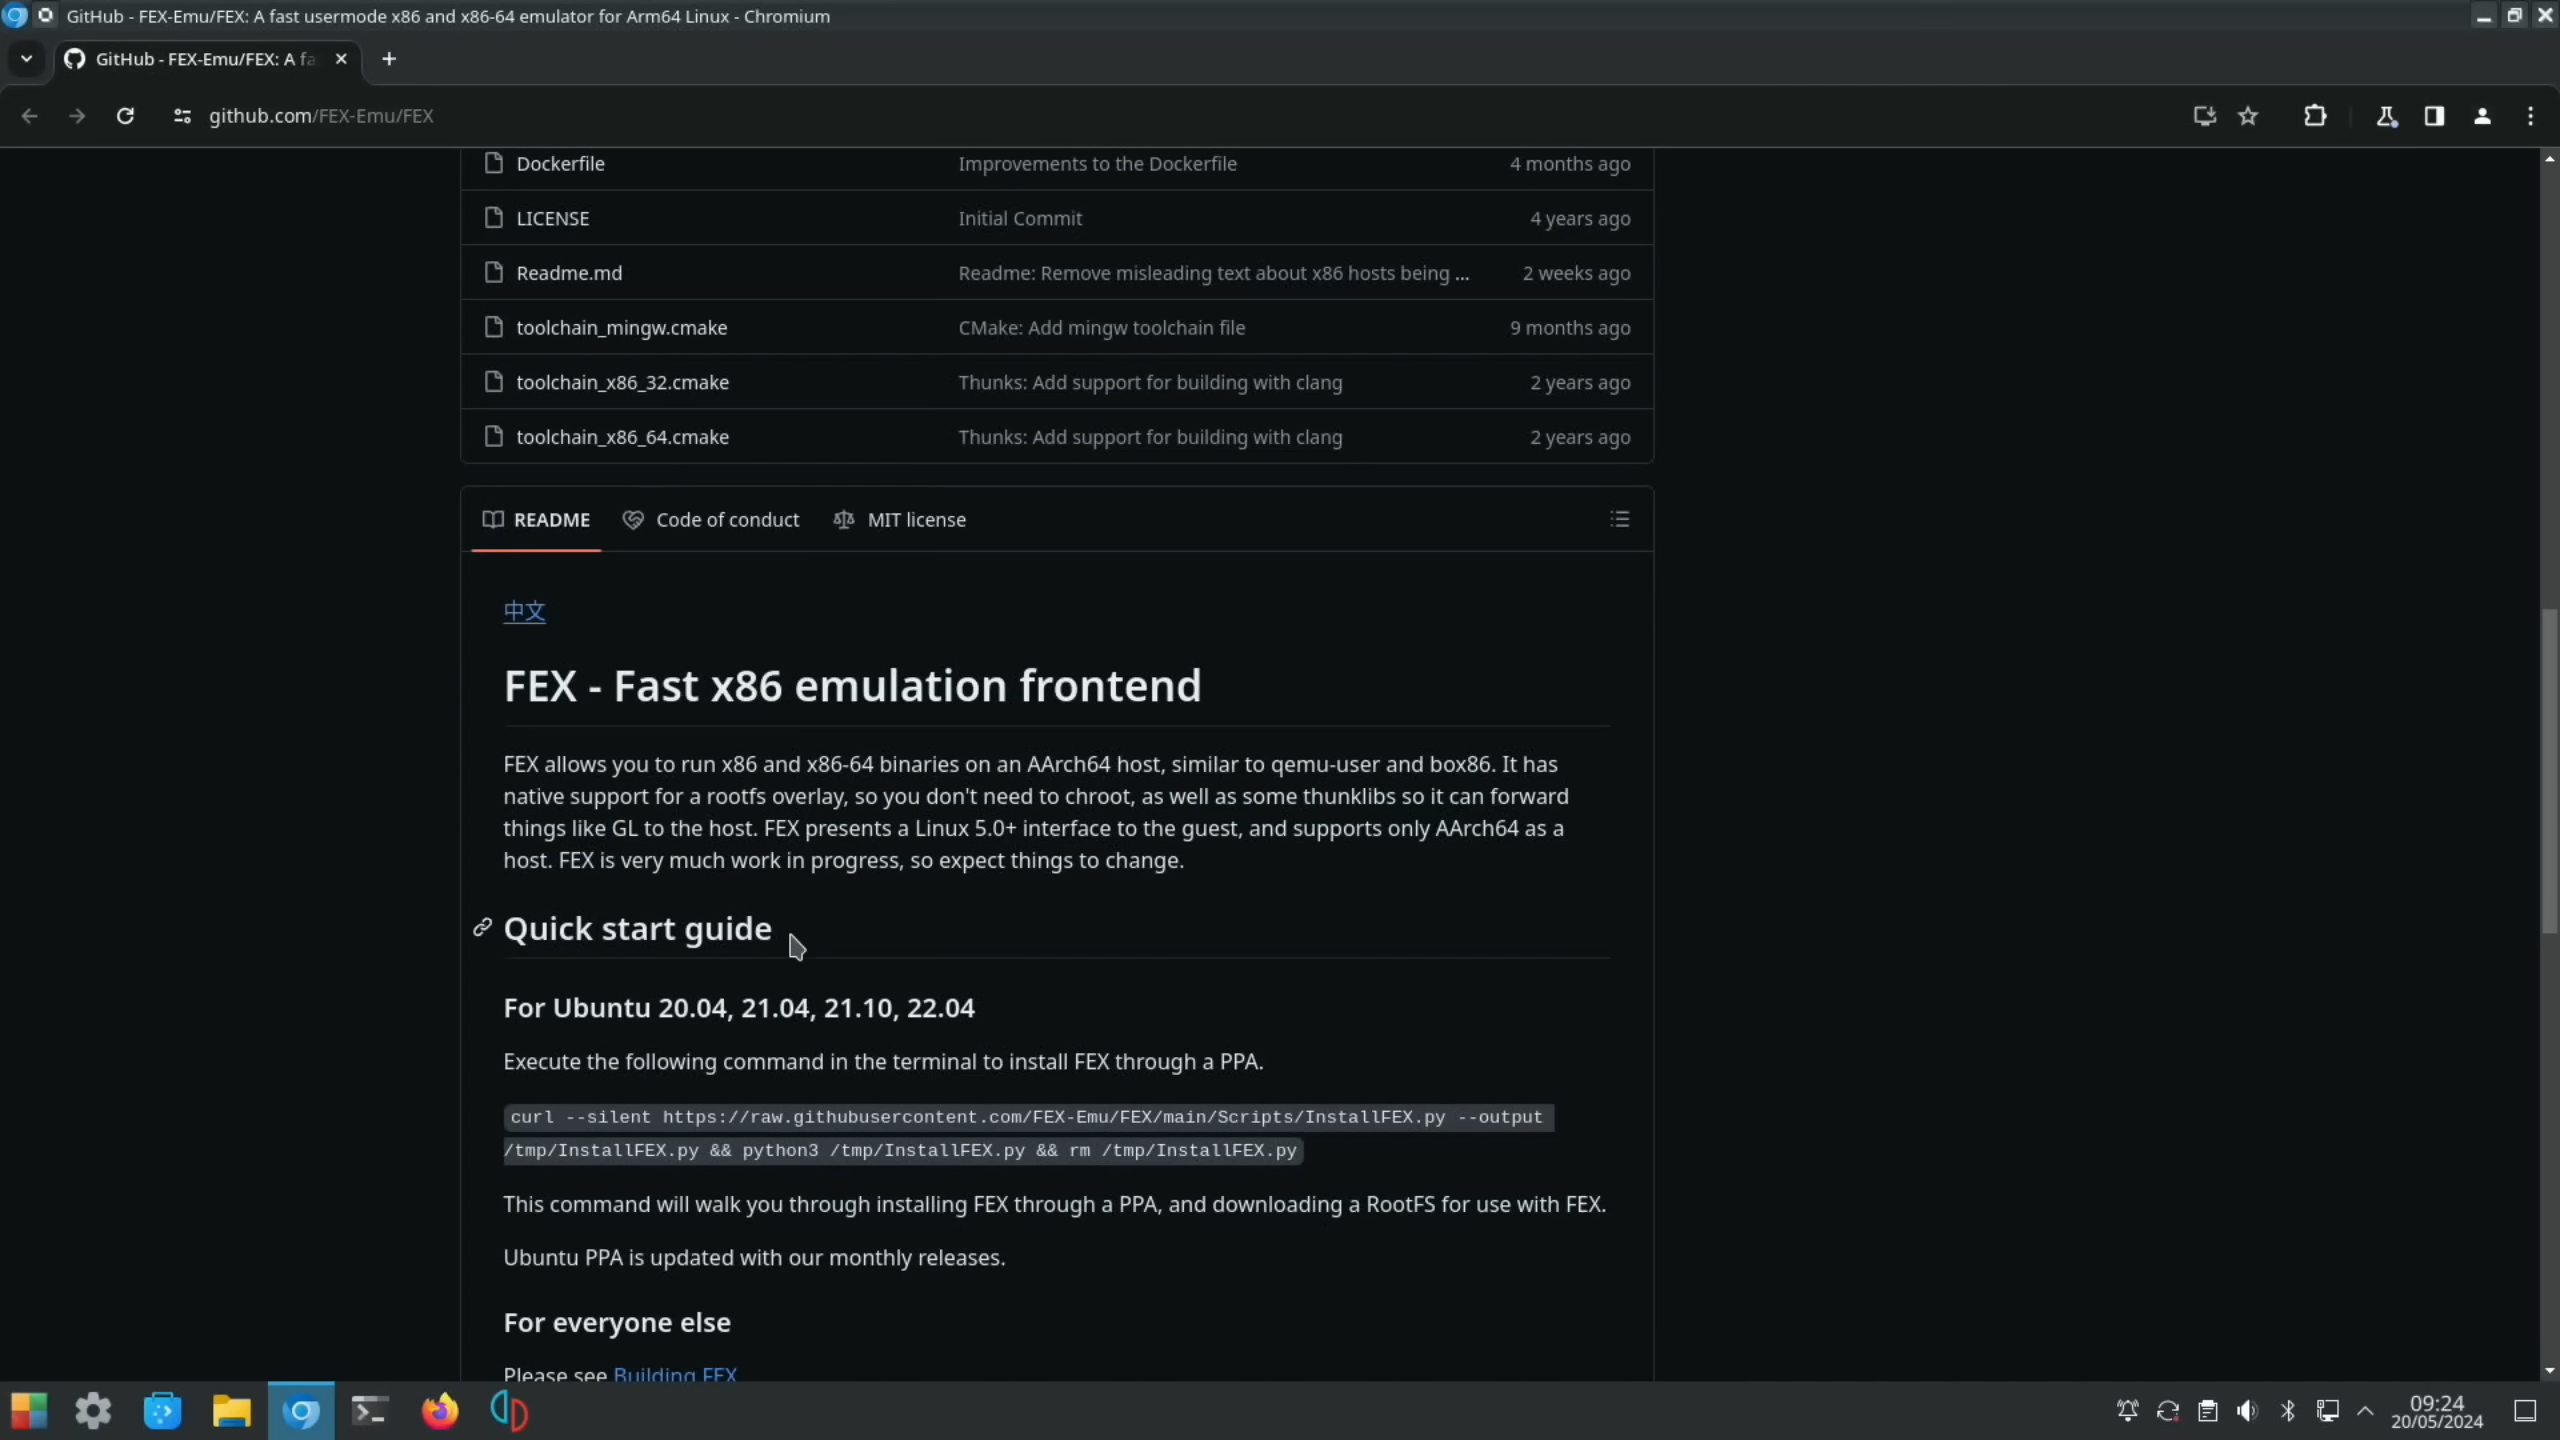 GitHub - FEX-Emu/FEX: A fast usermode x86 and x86-64 emulator for Arm64 Linux - Chromium
GitHub - FEX-Emu/FEX: A fa
github.com/FEX-Emu/FEX
Dockerfile Improvements to the Dockerfile 4 months ago
LICENSE Initial Commit 4 years ago
Readme.md Readme: Remove misleading text about x86 hosts being ... 2 weeks ago
toolchain_mingw.cmake CMake: Add mingw toolchain file 9 months ago
toolchain_x86_32.cmake Thunks: Add support for building with clang 2 years ago
toolchain_x86_64.cmake Thunks: Add support for building with clang 2 years ago
README Code of conduct MIT license
中文
FEX - Fast x86 emulation frontend
FEX allows you to run x86 and x86-64 binaries on an AArch64 host, similar to qemu-user and box86. It has
native support for a rootfs overlay, so you don't need to chroot, as well as some thunklibs so it can forward
things like GL to the host. FEX presents a Linux 5.0+ interface to the guest, and supports only AArch64 as a
host. FEX is very much work in progress, so expect things to change.
Quick start guide
For Ubuntu 20.04, 21.04, 21.10, 22.04
Execute the following command in the terminal to install FEX through a PPA.
curl --silent https://raw.githubusercontent.com/FEX-Emu/FEX/main/Scripts/InstallFEX.py --output
/tmp/InstallFEX.py && python3 /tmp/InstallFEX.py && rm /tmp/InstallFEX.py
This command will walk you through installing FEX through a PPA, and downloading a RootFS for use with FEX.
Ubuntu PPA is updated with our monthly releases.
For everyone else
Please see Building FEX
09:24
20/05/2024